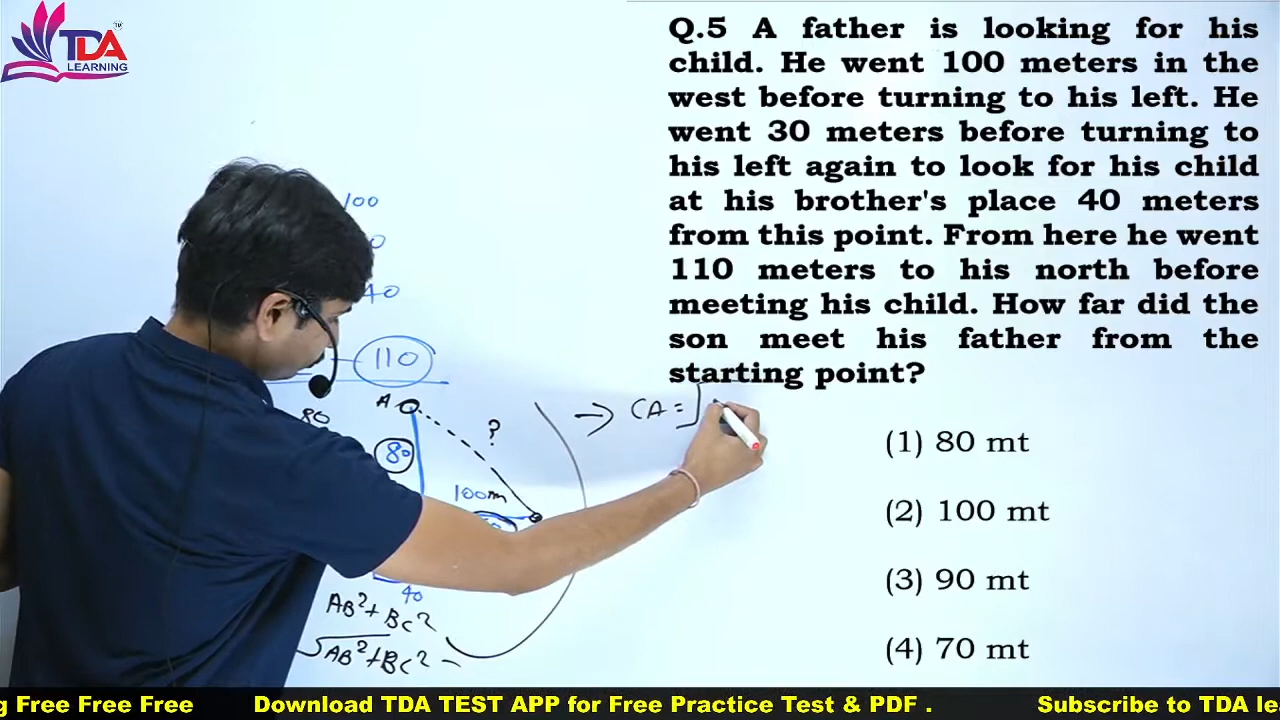 TDA
LEARNING
Q.5 A father is looking for his
child. He went 100 meters in the
west before turning to his left. He
went 30 meters before turning to
his left again to look for his child
at his brother's place 40 meters
from this point. From here he went
110 meters to his north before
meeting his child. How far did the
son meet his father from the
starting point?
(1) 80 mt
(2) 100 mt
(3) 90 mt
(4) 70 mt
100
0
40
110
A
80
?
80
100m
40
AB²+BC²
√AB²+BC²
→ CA = √
g Free Free Free Download TDA TEST APP for Free Practice Test & PDF . Subscribe to TDA le